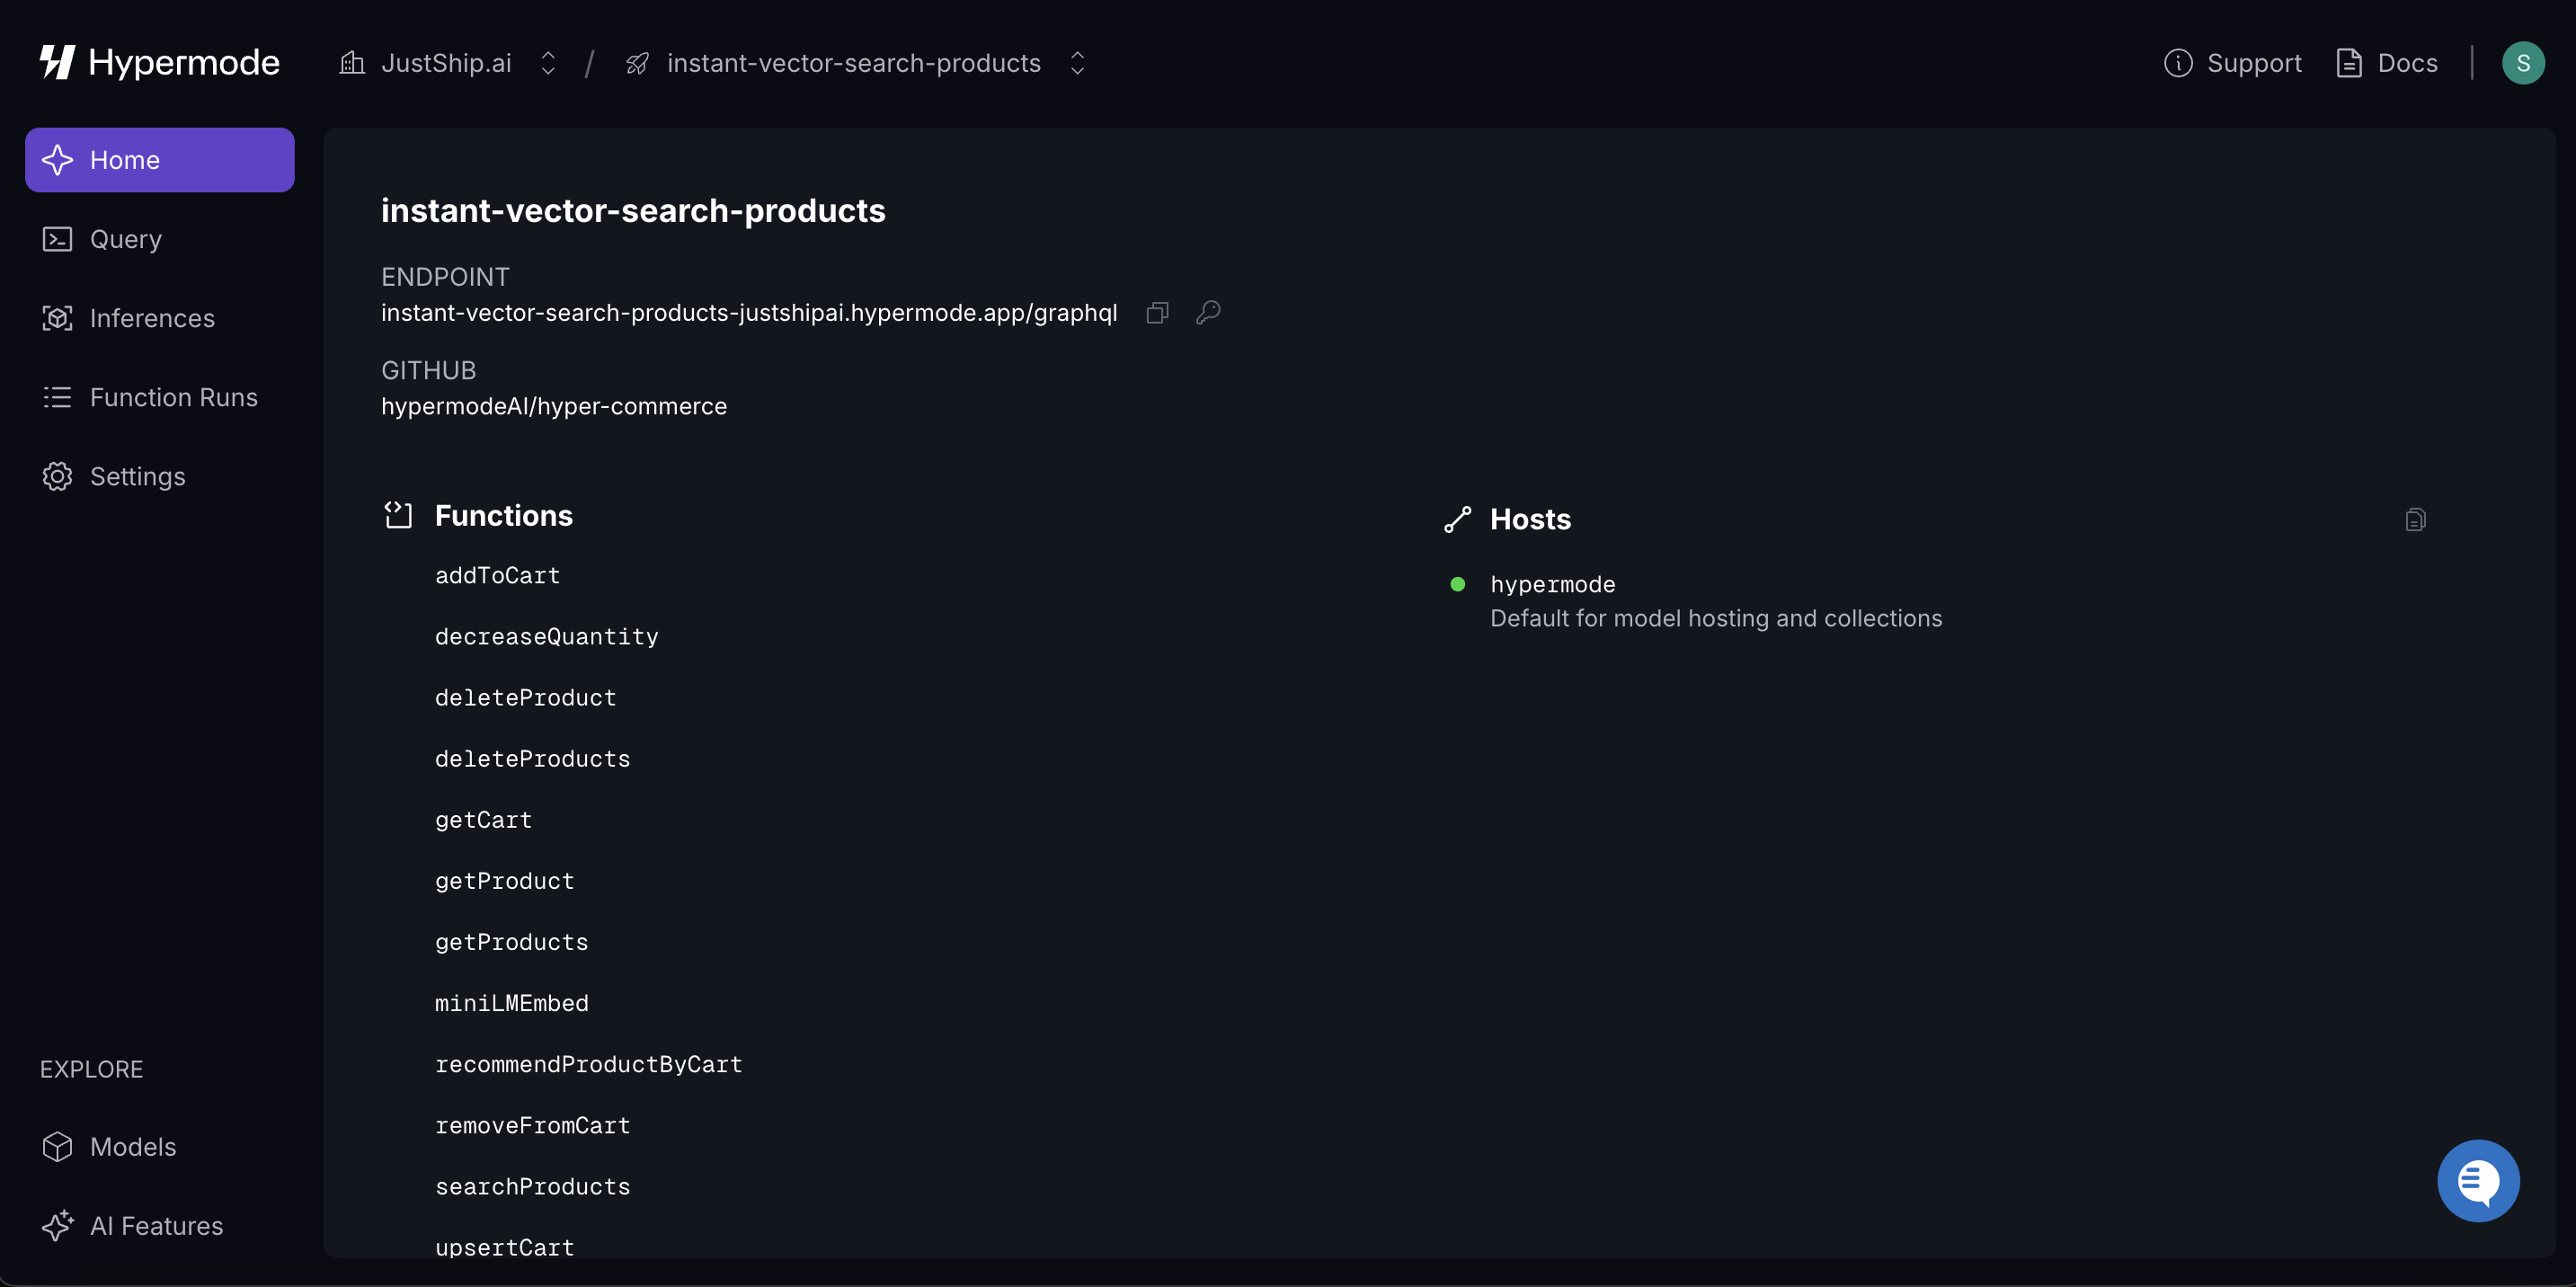 Hypermode
JustShip.ai / instant-vector-search-products
Support
Docs
S
Home
Query
Inferences
Function Runs
Settings
EXPLORE
Models
AI Features
instant-vector-search-products
ENDPOINT
instant-vector-search-products-justshipai.hypermode.app/graphql
GITHUB
hypermodeAI/hyper-commerce
Functions
addToCart
decreaseQuantity
deleteProduct
deleteProducts
getCart
getProduct
getProducts
miniLMEmbed
recommendProductByCart
removeFromCart
searchProducts
upsertCart
Hosts
hypermode
Default for model hosting and collections